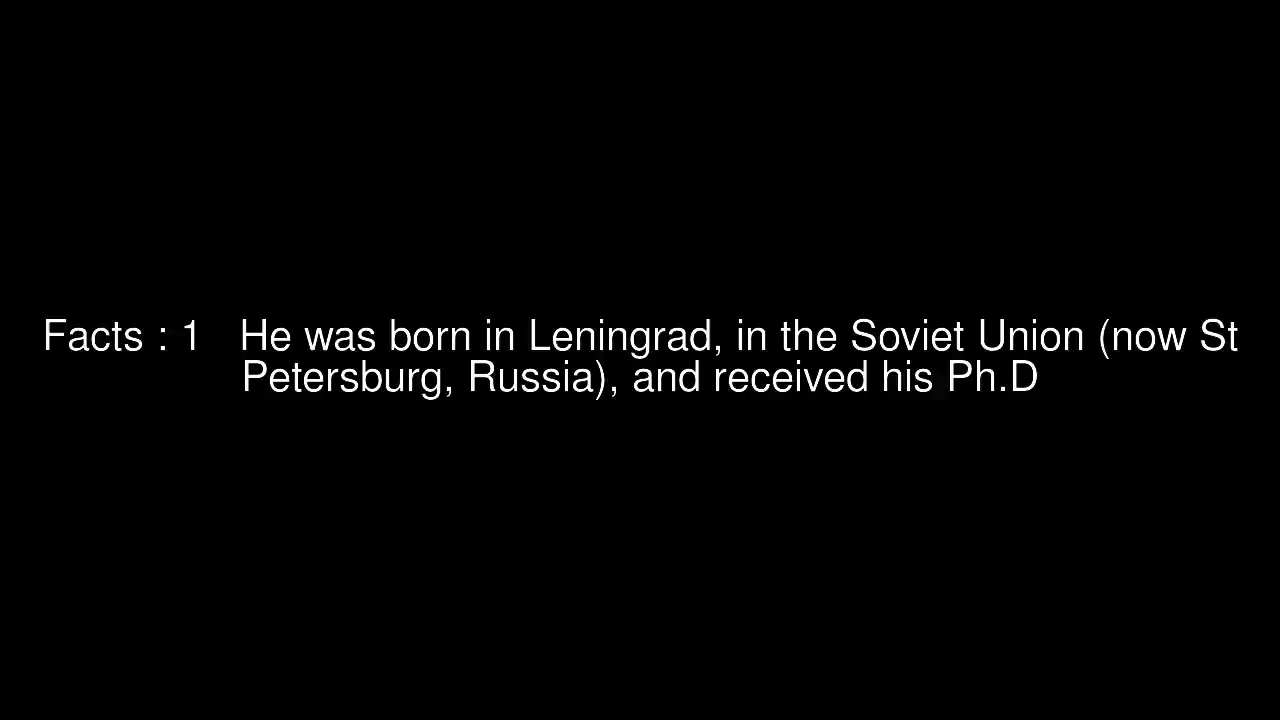 Facts : 1 He was born in Leningrad, in the Soviet Union (now St
Petersburg, Russia), and received his Ph.D